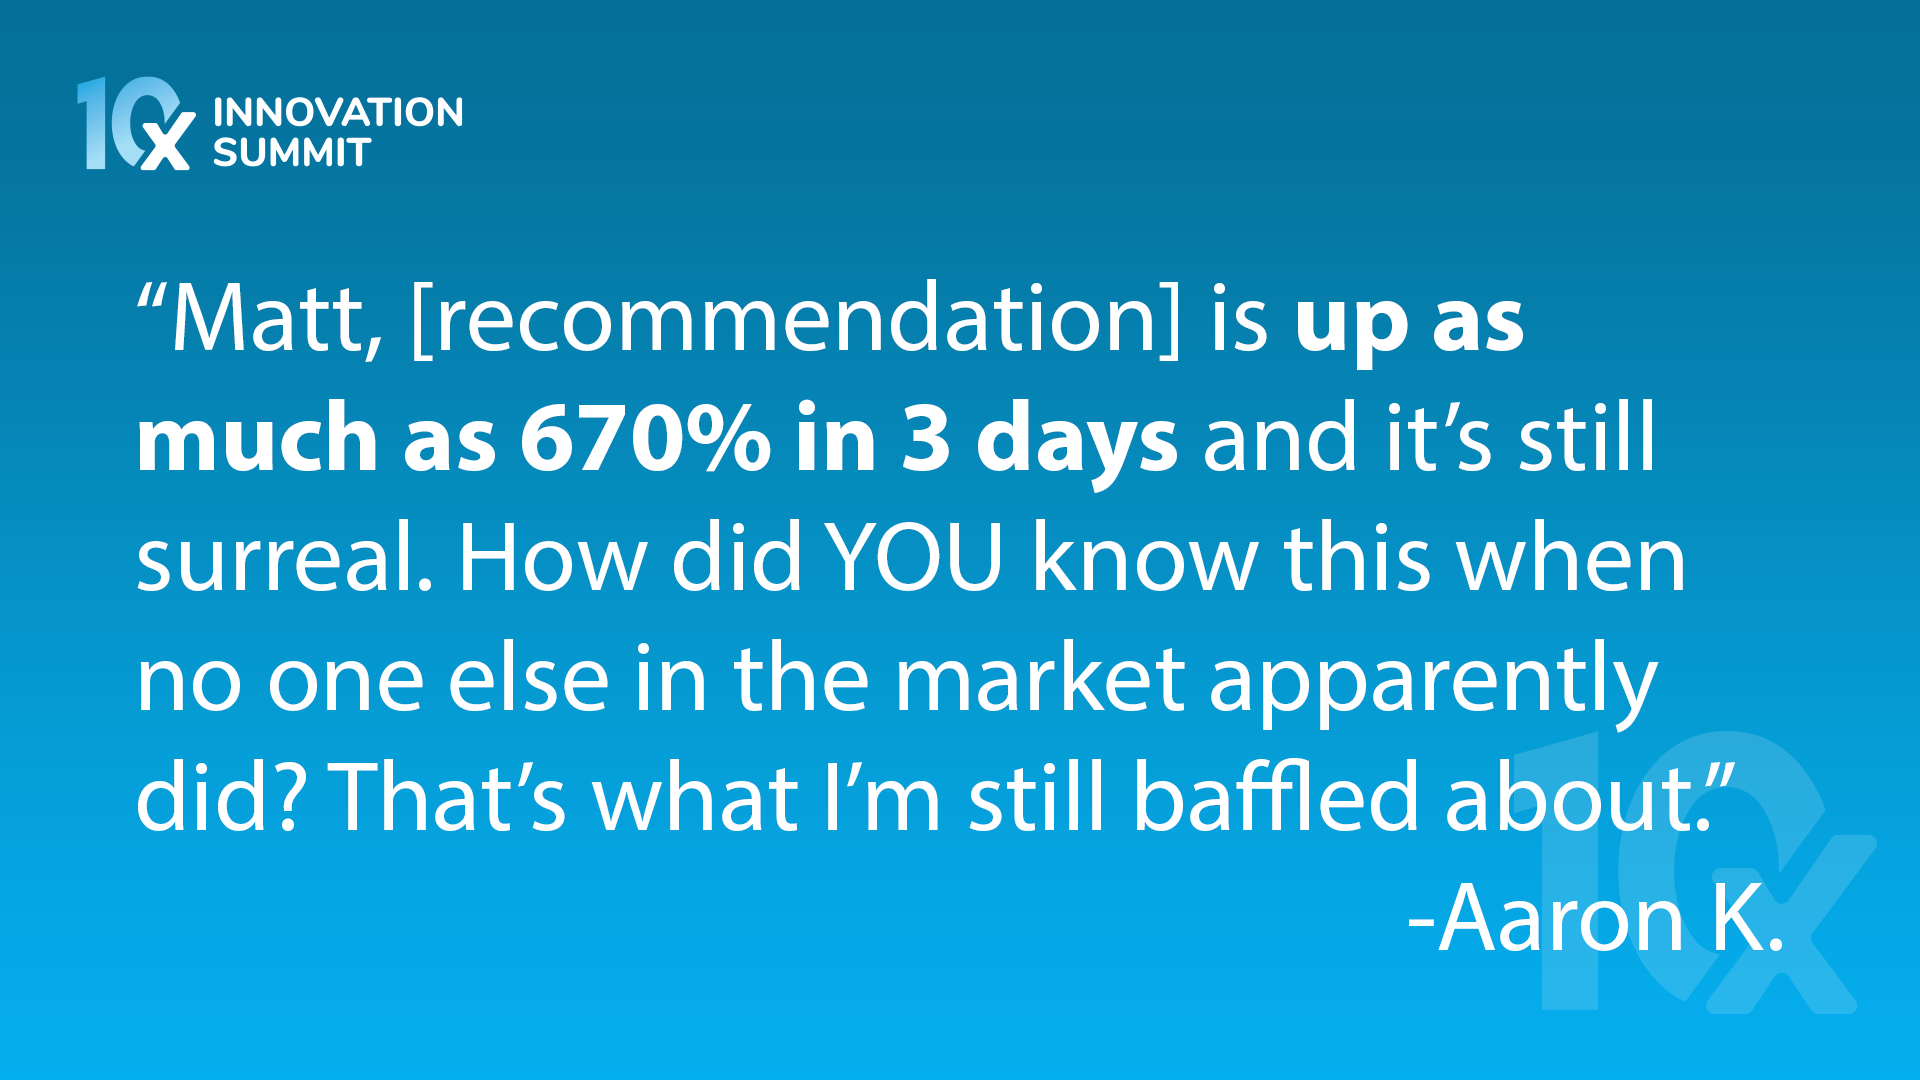 10x INNOVATION
SUMMIT
“Matt, [recommendation] is up as
much as 670% in 3 days and it’s still
surreal. How did YOU know this when
no one else in the market apparently
did? That’s what I’m still baffled about.”
-Aaron K.
10x